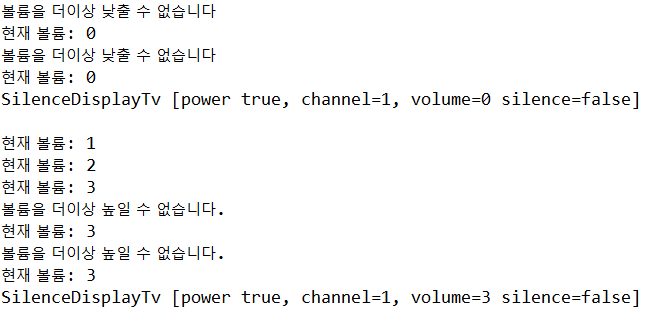 볼륨을 더이상 낮출 수 없습니다
현재 볼륨: 0
볼륨을 더이상 낮출 수 없습니다
현재 볼륨: 0
SilenceDisplayTv [power true, channel=1, volume=0 silence=false]
현재 볼륨: 1
현재 볼륨: 2
현재 볼륨: 3
볼륨을 더이상 높일 수 없습니다.
현재 볼륨: 3
볼륨을 더이상 높일 수 없습니다.
현재 볼륨: 3
SilenceDisplayTv [power true, channel=1, volume=3 silence=false]